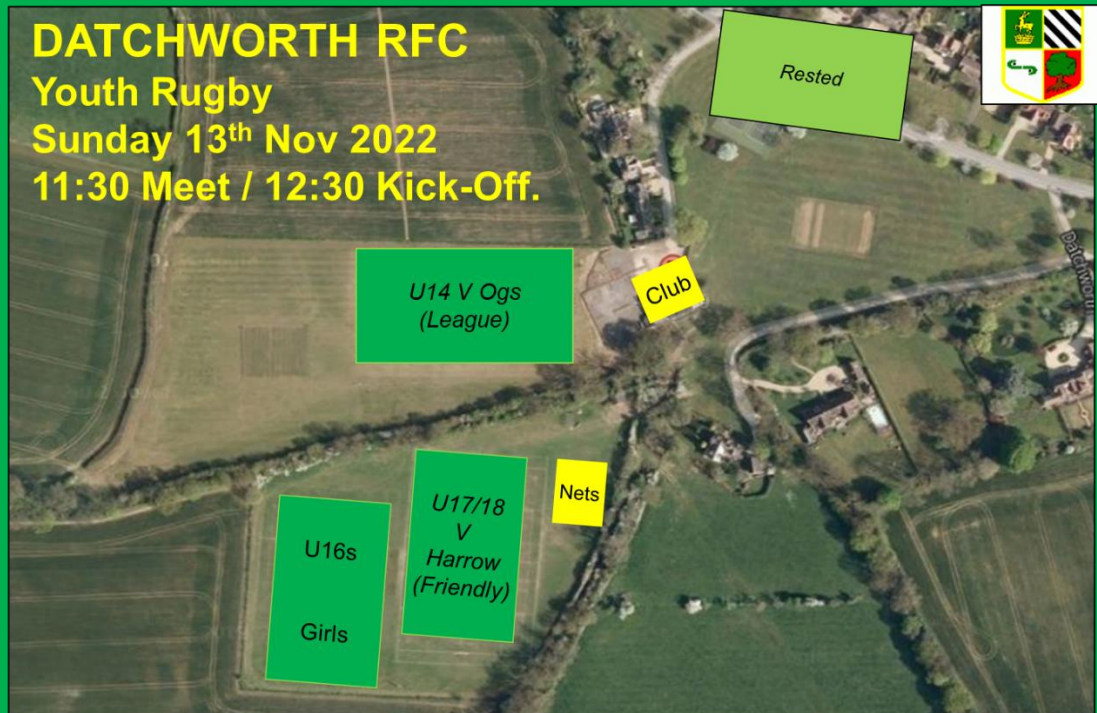 DATCHWORTH RFC
Youth Rugby
Sunday 13th Nov 2022
11:30 Meet / 12:30 Kick-Off.
Rested
U14 V Ogs
(League)
Club
Datchworth
Nets
U17/18
V
Harrow
(Friendly)
U16s
Girls